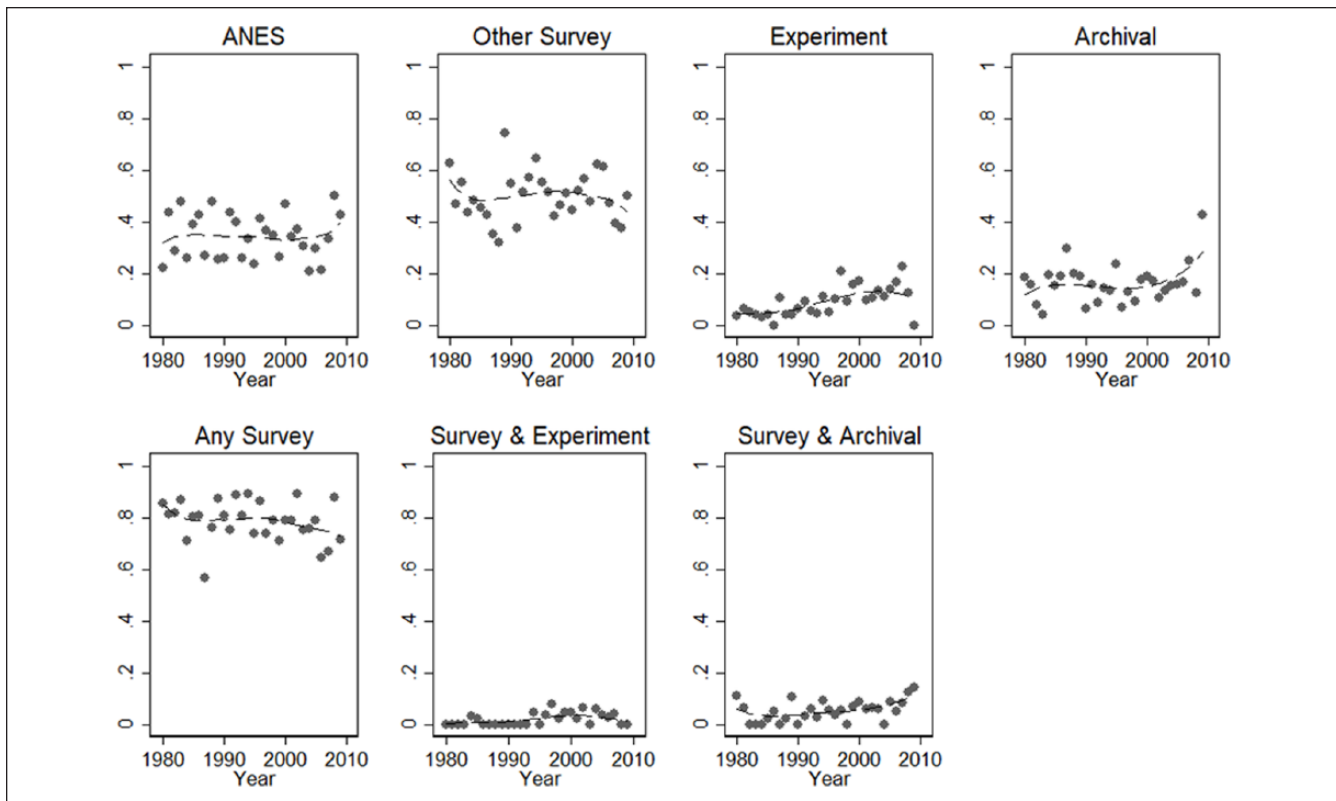 ANES
0 .2 .4 .6 .8 1
1980 1990 2000 2010
Year
Other Survey
0 .2 .4 .6 .8 1
1980 1990 2000 2010
Year
Experiment
0 .2 .4 .6 .8 1
1980 1990 2000 2010
Year
Archival
0 .2 .4 .6 .8 1
1980 1990 2000 2010
Year
Any Survey
0 .2 .4 .6 .8 1
1980 1990 2000 2010
Year
Survey & Experiment
0 .2 .4 .6 .8 1
1980 1990 2000 2010
Year
Survey & Archival
0 .2 .4 .6 .8 1
1980 1990 2000 2010
Year